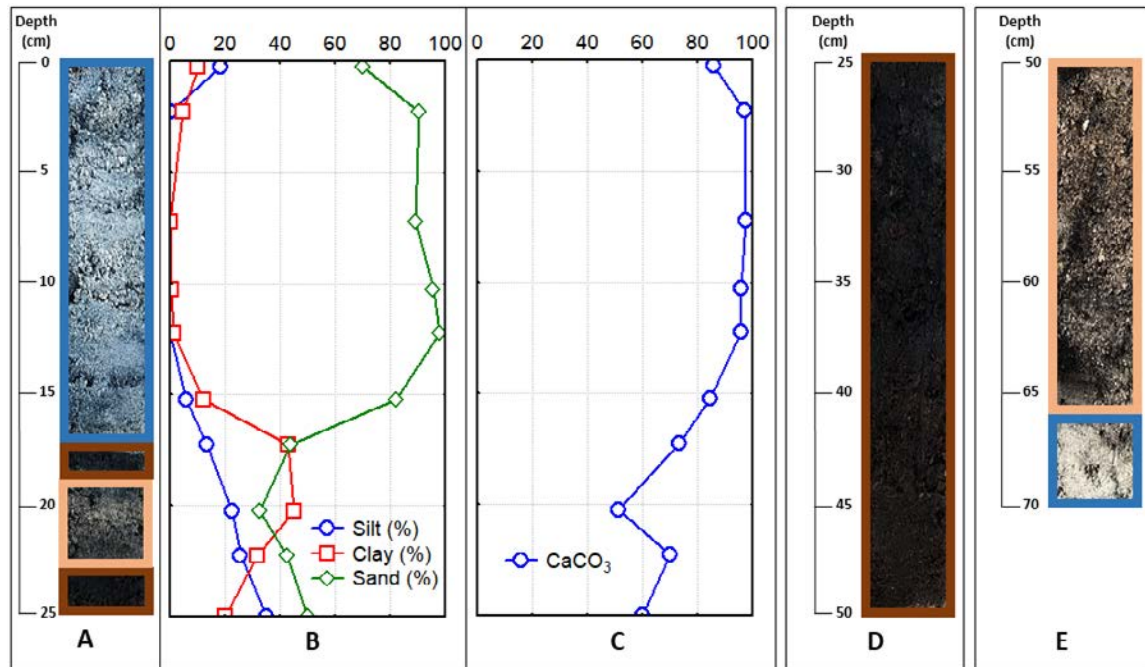 Depth
(cm)
0
5
10
15
20
25
A
0 20 40 60 80 100
Silt (%)
Clay (%)
Sand (%)
B
0 20 40 60 80 100
CaCO₃
C
Depth
(cm)
25
30
35
40
45
50
D
Depth
(cm)
50
55
60
65
70
E